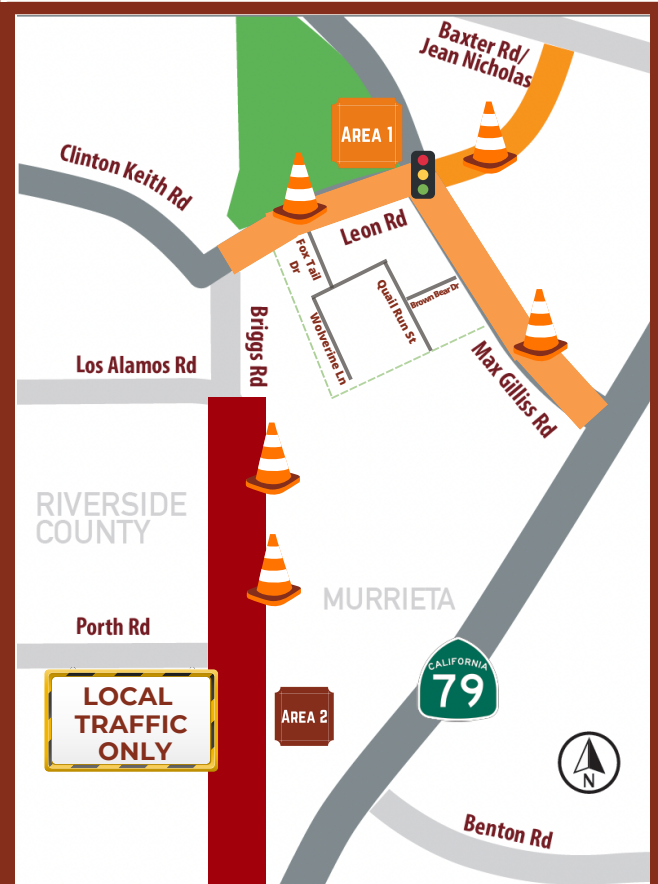 Baxter Rd/
Jean Nicholas
AREA 1
Clinton Keith Rd
Leon Rd
Fox Tail
Dr
Brown Bear Dr
Quail Run St
Wolverine Ln
Briggs Rd
Los Alamos Rd
Max Gilliss Rd
RIVERSIDE
COUNTY
MURRIETA
Porth Rd
CALIFORNIA
79
LOCAL
TRAFFIC
ONLY
AREA 2
N
Benton Rd